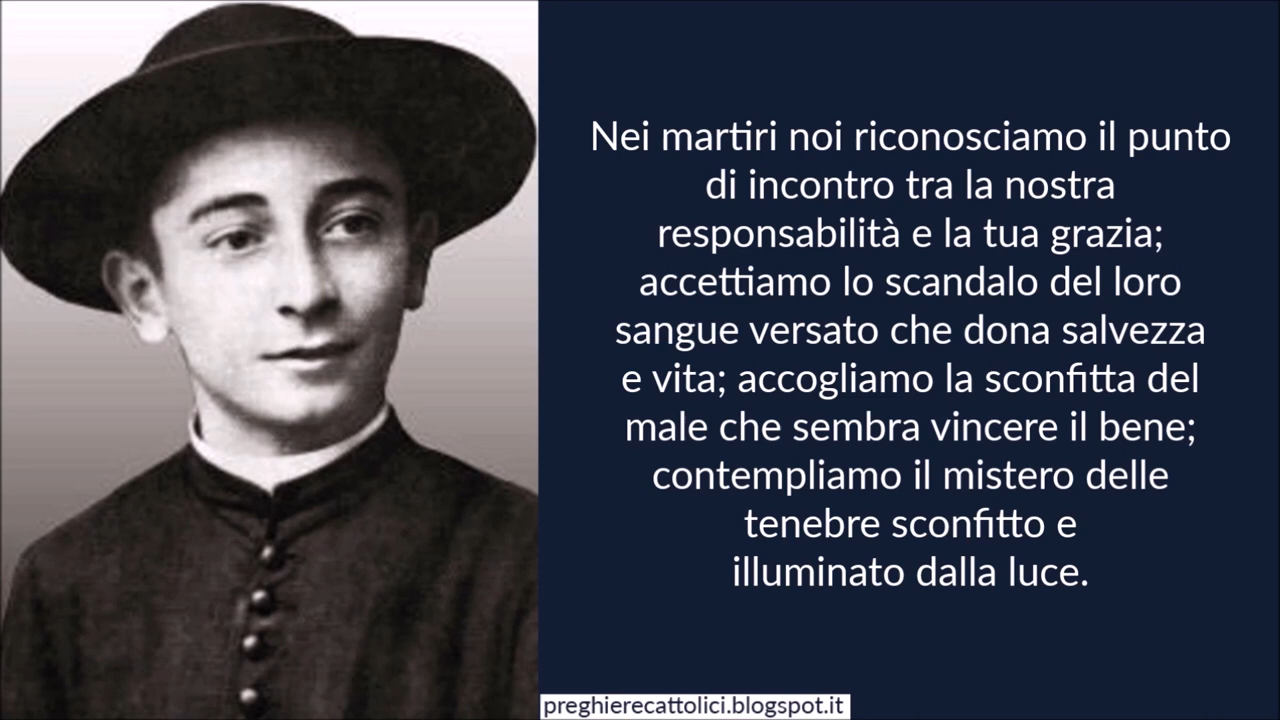 Nei martiri noi riconosciamo il punto
di incontro tra la nostra
responsabilità e la tua grazia;
accettiamo lo scandalo del loro
sangue versato che dona salvezza
e vita; accogliamo la sconfitta del
male che sembra vincere il bene;
contempliamo il mistero delle
tenebre sconfitto e
illuminato dalla luce.
preghierecattolici.blogspot.it